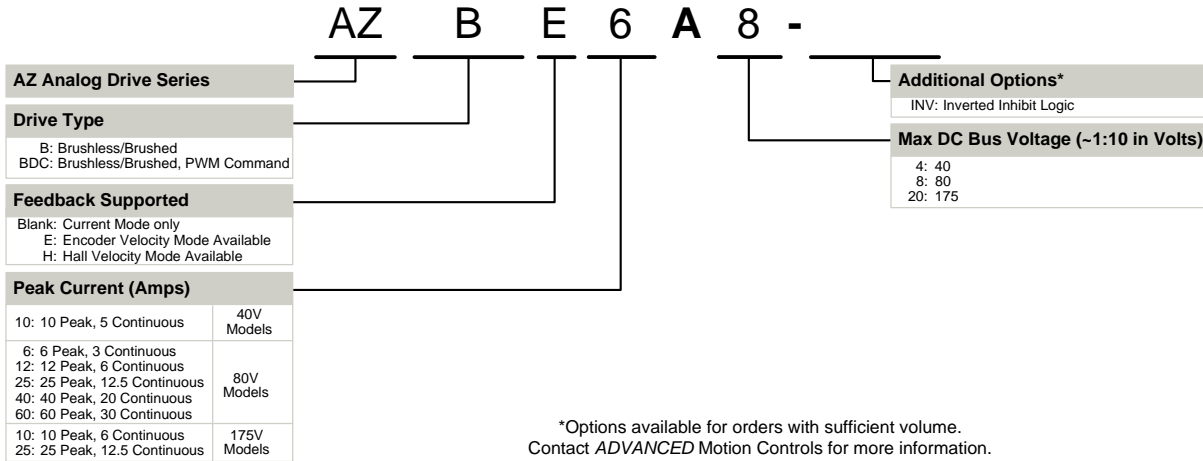 AZ B E 6 A 8 -
AZ Analog Drive Series
Drive Type
B: Brushless/Brushed
BDC: Brushless/Brushed, PWM Command
Feedback Supported
Blank: Current Mode only
E: Encoder Velocity Mode Available
H: Hall Velocity Mode Available
Peak Current (Amps)
10: 10 Peak, 5 Continuous
40V
Models
6: 6 Peak, 3 Continuous
12: 12 Peak, 6 Continuous
25: 25 Peak, 12.5 Continuous
40: 40 Peak, 20 Continuous
60: 60 Peak, 30 Continuous
80V
Models
10: 10 Peak, 6 Continuous
25: 25 Peak, 12.5 Continuous
175V
Models
Additional Options*
INV: Inverted Inhibit Logic
Max DC Bus Voltage (~1:10 in Volts)
4: 40
8: 80
20: 175
*Options available for orders with sufficient volume.
Contact ADVANCED Motion Controls for more information.